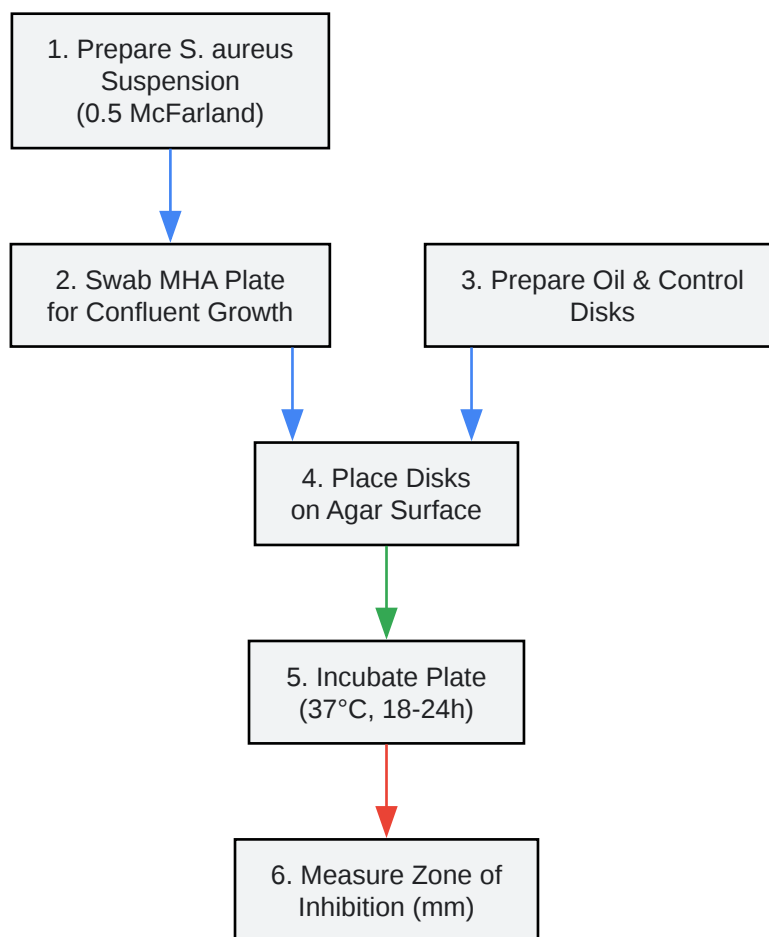 1. Prepare S. aureus
Suspension
(0.5 McFarland)
2. Swab MHA Plate
for Confluent Growth
3. Prepare Oil & Control
Disks
4. Place Disks
on Agar Surface
5. Incubate Plate
(37°C, 18-24h)
6. Measure Zone of
Inhibition (mm)